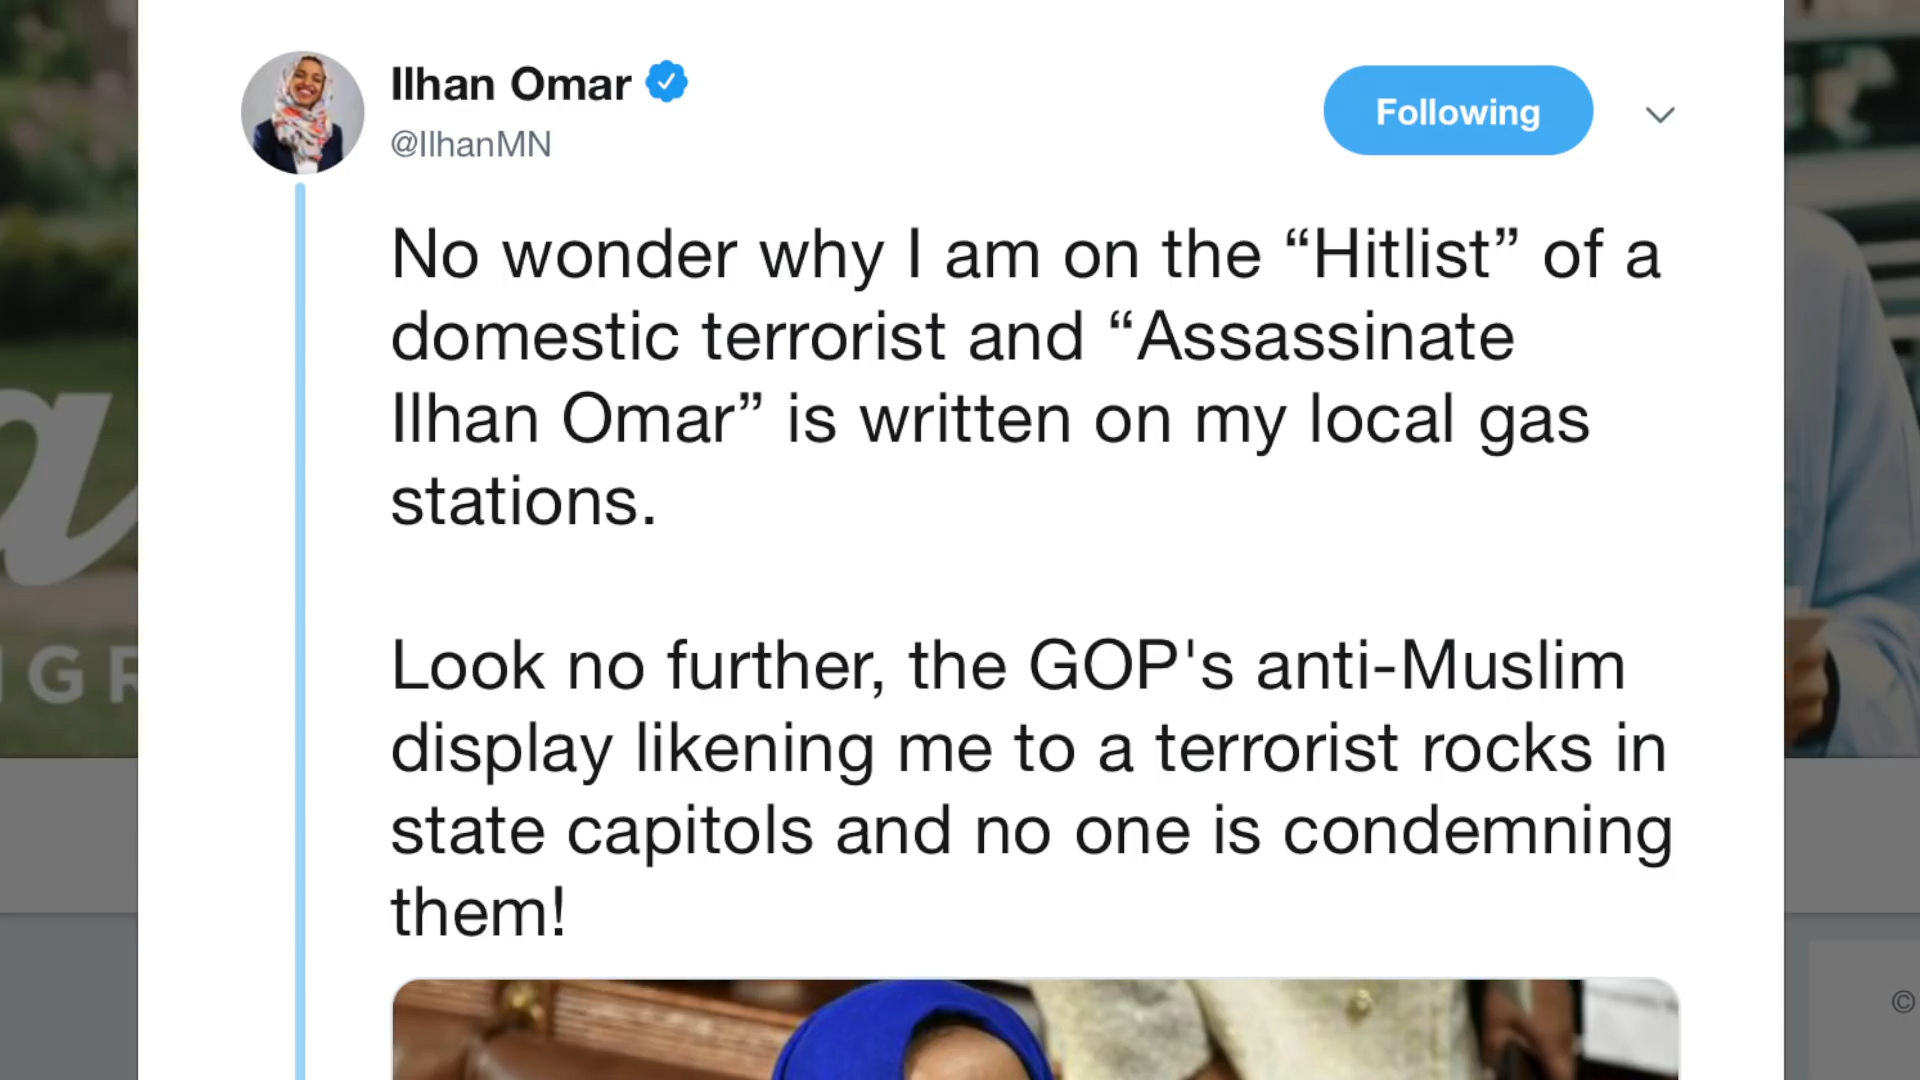 Ilhan Omar
@IlhanMN
Following
No wonder why I am on the “Hitlist” of a
domestic terrorist and “Assassinate
Ilhan Omar” is written on my local gas
stations.
Look no further, the GOP's anti-Muslim
display likening me to a terrorist rocks in
state capitols and no one is condemning
them!
a
GR
©